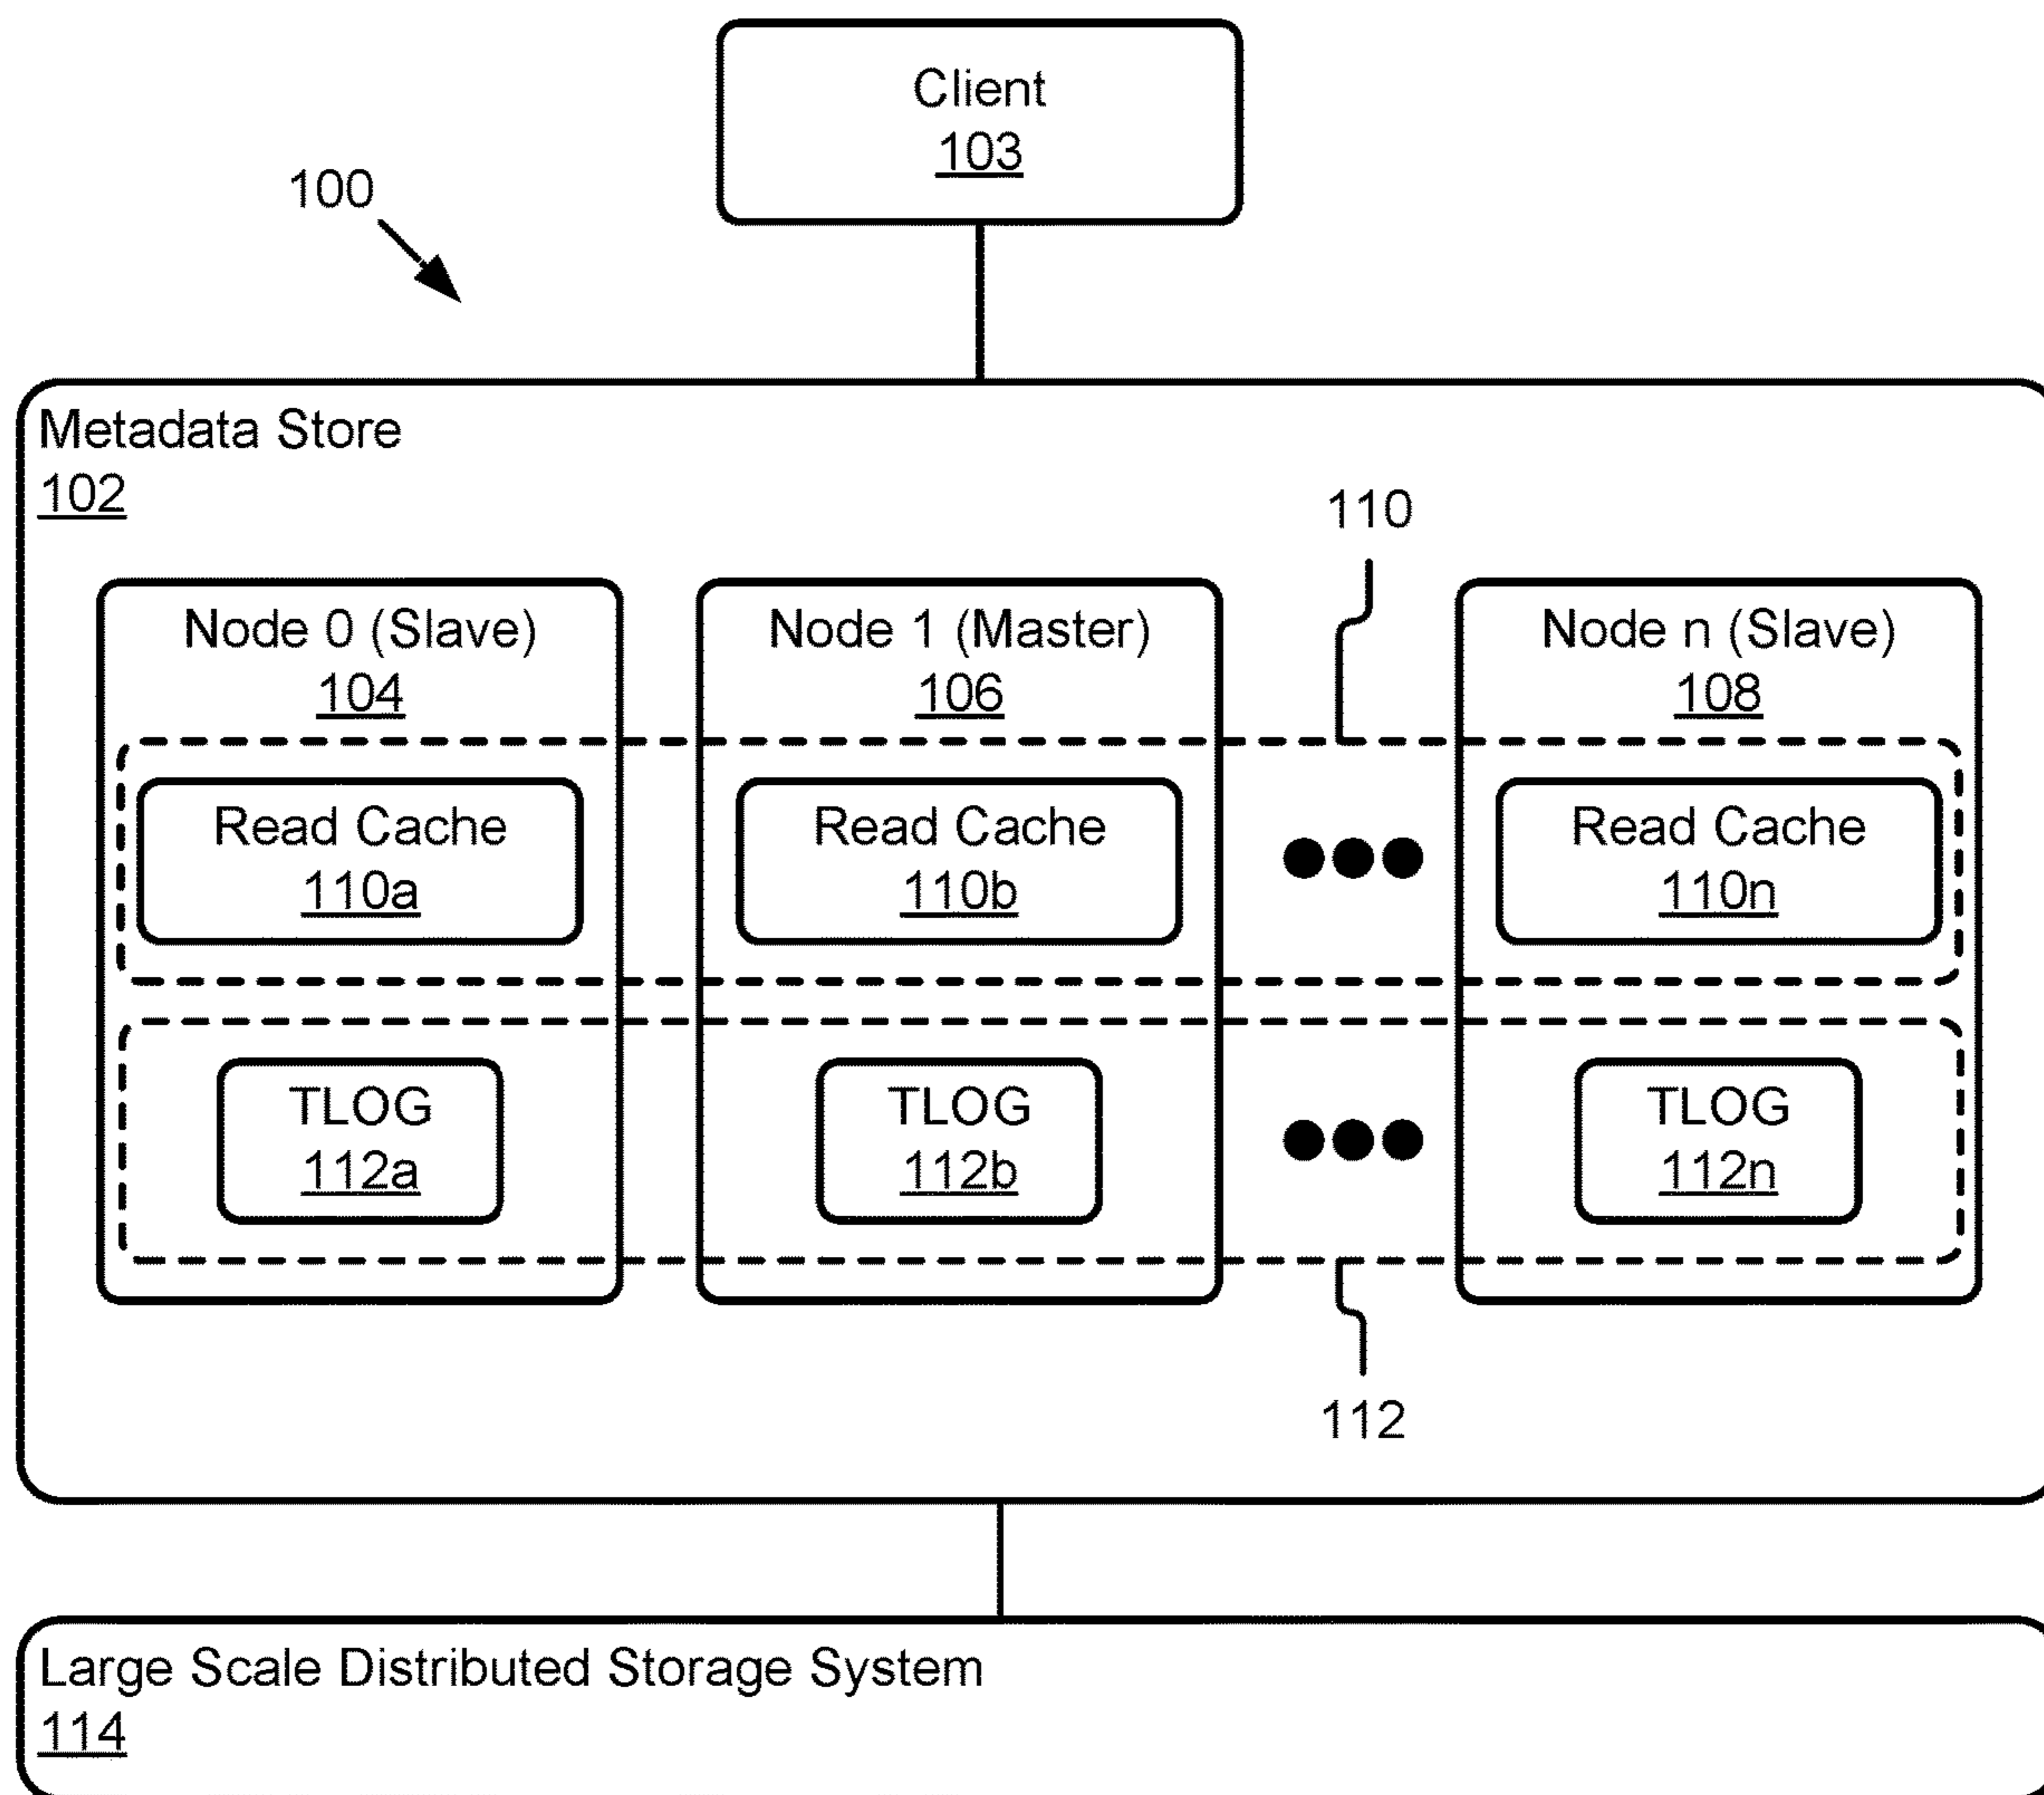 Client
103
100
Metadata Store
102
110
Node 0 (Slave)
104
Node 1 (Master)
106
Node n (Slave)
108
Read Cache
110a
Read Cache
110b
Read Cache
110n
TLOG
112a
TLOG
112b
TLOG
112n
112
Large Scale Distributed Storage System
114